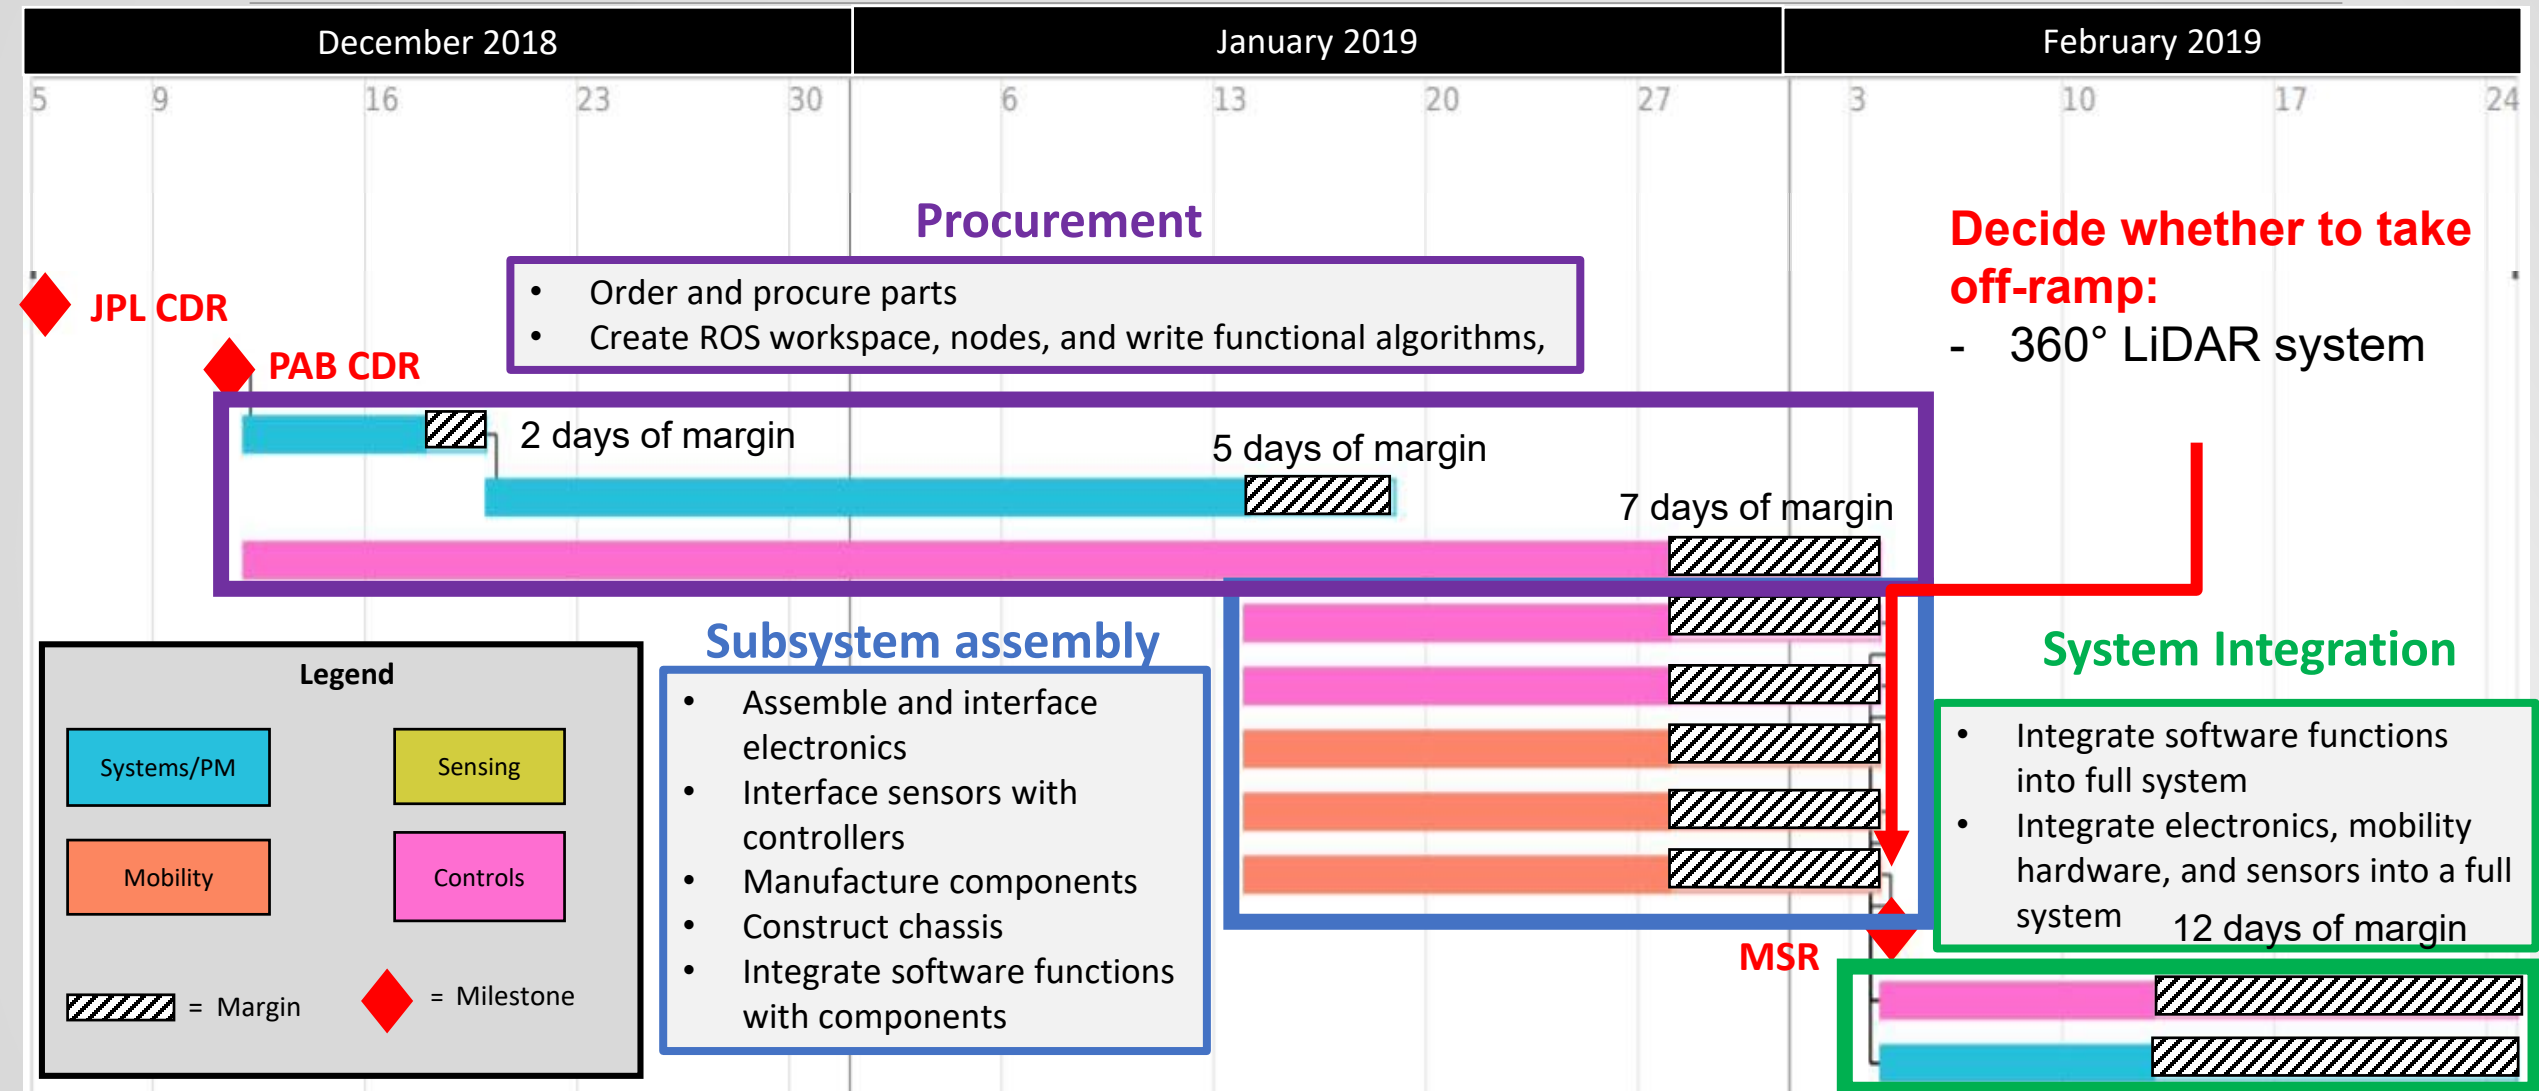 December 2018
January 2019
February 2019
5 9 16 23 30 6 13 20 27 3 10 17 24
Procurement
• Order and procure parts
• Create ROS workspace, nodes, and write functional algorithms,
Decide whether to take
off-ramp:
- 360° LiDAR system
JPL CDR
PAB CDR
2 days of margin
5 days of margin
7 days of margin
Subsystem assembly
• Assemble and interface
electronics
• Interface sensors with
controllers
• Manufacture components
• Construct chassis
• Integrate software functions
with components
Legend
Systems/PM
Sensing
Mobility
Controls
= Margin
= Milestone
System Integration
• Integrate software functions
into full system
• Integrate electronics, mobility
hardware, and sensors into a full
system
12 days of margin
MSR